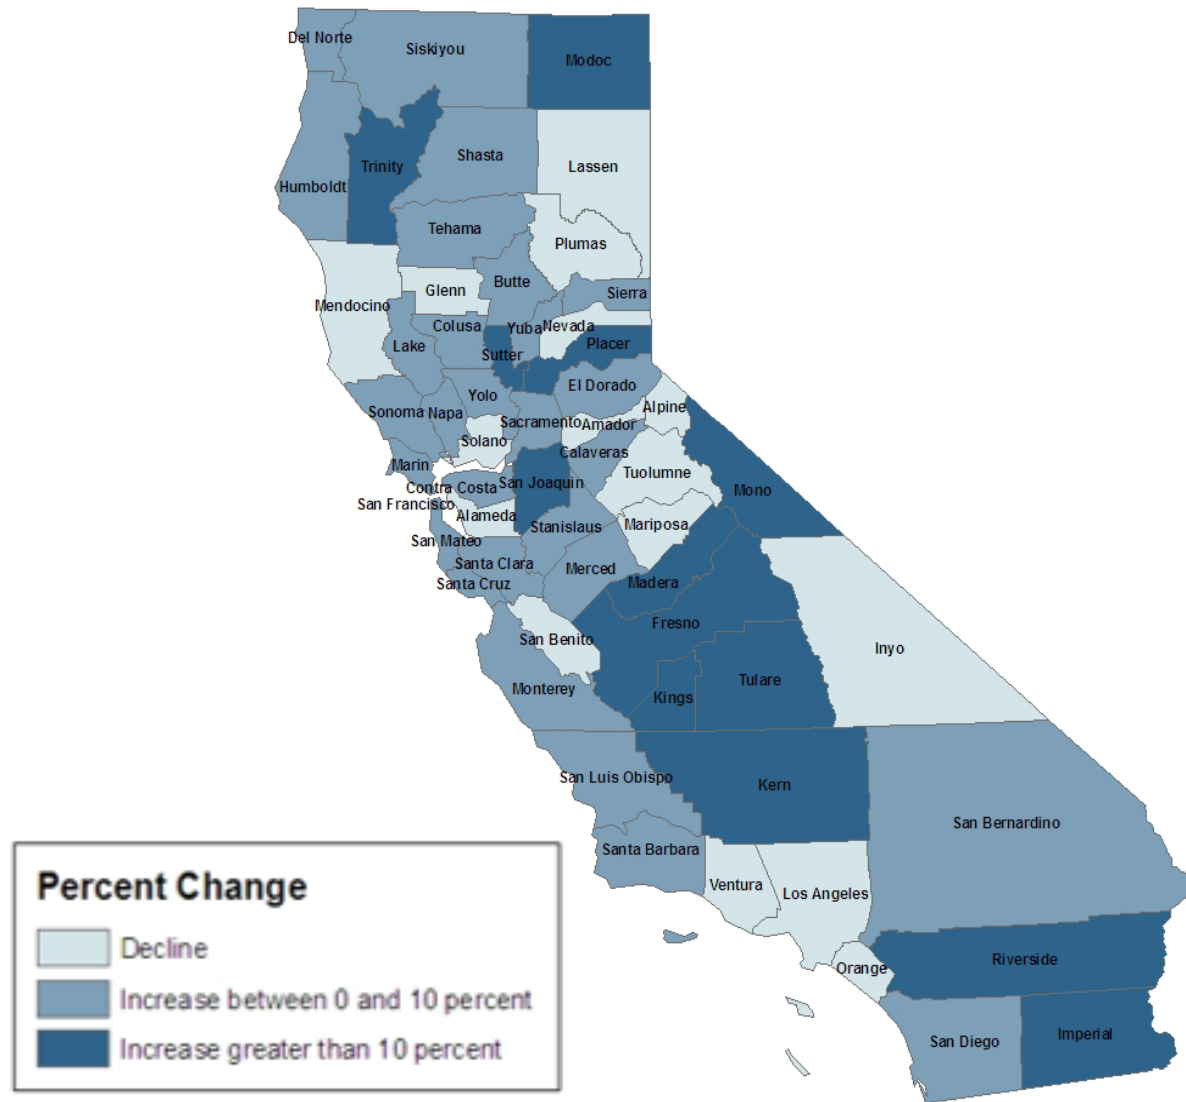 Del Norte
Siskiyou
Modoc
Trinity
Shasta
Lassen
Humboldt
Tehama
Plumas
Butte
Glenn
Sierra
Mendocino
Colusa
Yuba
Nevada
Lake
Sutter
Placer
El Dorado
Yolo
Sonoma
Napa
Alpine
Sacramento
Amador
Solano
Calaveras
Marin
Tuolumne
Contra Costa
San Joaquin
Mono
San Francisco
Alameda
Stanislaus
Mariposa
San Mateo
Santa Clara
Merced
Santa Cruz
Madera
Fresno
San Benito
Inyo
Monterey
Kings
Tulare
San Luis Obispo
Kern
San Bernardino
Santa Barbara
Ventura
Los Angeles
Orange
Riverside
San Diego
Imperial
Percent Change
Decline
Increase between 0 and 10 percent
Increase greater than 10 percent